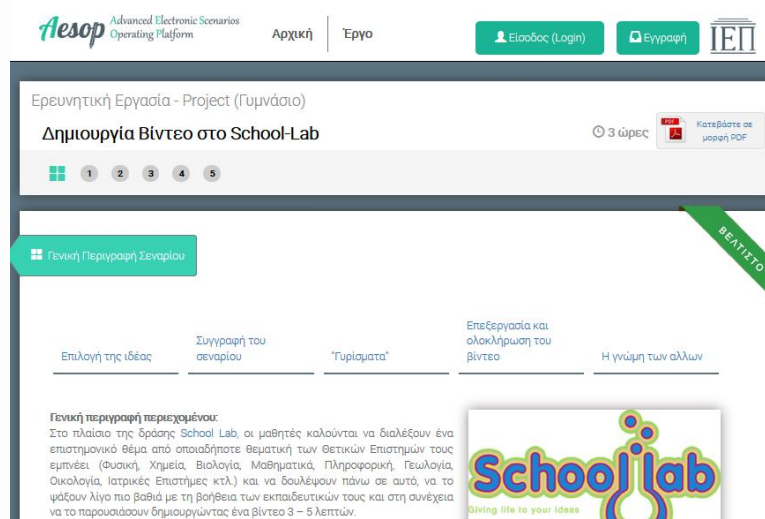 Aesop Advanced Electronic Scenarios
Operating Platform
Αρχική
Έργο
Είσοδος (Login)
Εγγραφή
ΙΕΠ
Ερευνητική Εργασία - Project (Γυμνάσιο)
Δημιουργία Βίντεο στο School-Lab
3 ώρες
PDF
Κατεβάστε σε
μορφή PDF
1 2 3 4 5
ΒΕΛΤΙΣΤΟ
Γενική Περιγραφή Σεναρίου
Επιλογή της ιδέας
Συγγραφή του
σεναρίου
"Γυρίσματα"
Επεξεργασία και
ολοκλήρωση του
βίντεο
Η γνώμη των αλλων
Γενική περιγραφή περιεχομένου:
Στο πλαίσιο της δράσης School Lab, οι μαθητές καλούνται να διαλέξουν ένα
επιστημονικό θέμα από οποιαδήποτε θεματική των Θετικών Επιστημών τους
εμπνέει (Φυσική, Χημεία, Βιολογία, Μαθηματικά, Πληροφορική, Γεωλογία,
Οικολογία, Ιατρικές Επιστήμες κτλ.) και να δουλέψουν πάνω σε αυτό, να το
ψάξουν λίγο πιο βαθιά με τη βοήθεια των εκπαιδευτικών τους και στη συνέχεια
να το παρουσιάσουν δημιουργώντας ένα βίντεο 3 – 5 λεπτών.
School lab
Giving life to your ideas